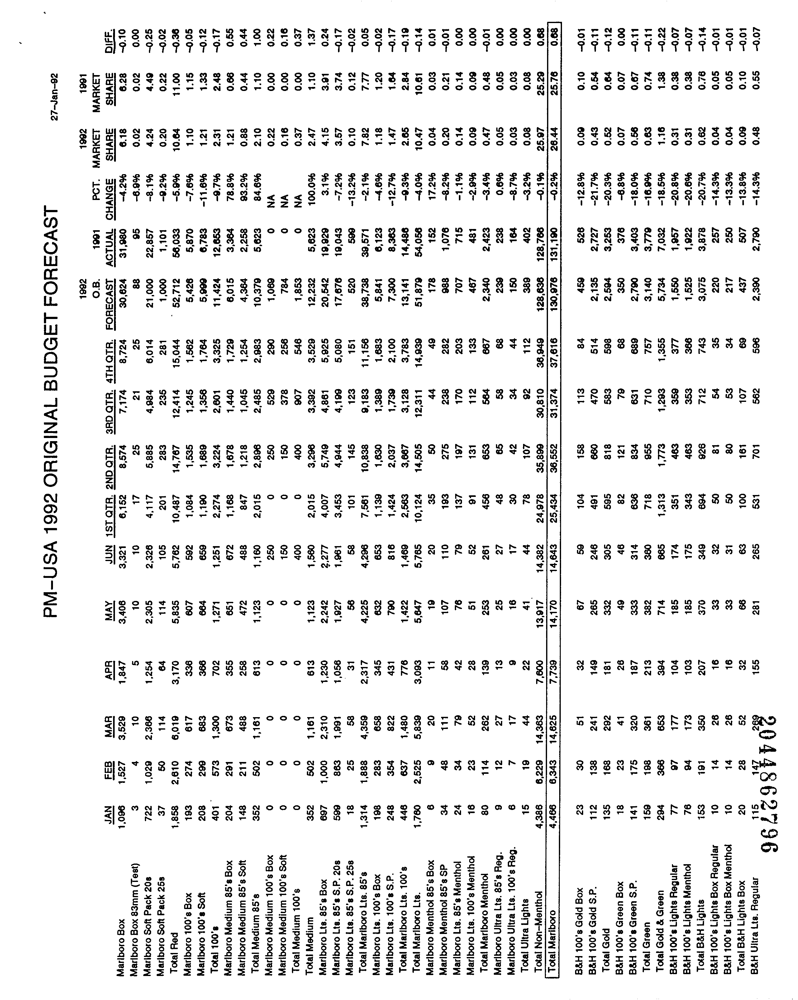 PM-USA 1992 ORIGINAL BUDGET FORECAST
27-Jan-92
1992 1992 1991
O.B. 1991 PCT. MARKET MARKET
JAN FEB MAR APR MAY JUN 1ST QTR. 2ND QTR. 3RD QTR. 4TH QTR. FORECAST ACTUAL CHANGE SHARE SHARE DIFF.
Marlboro Box 1,096 1,527 3,529 1,847 3,406 3,321 6,152 8,574 7,174 8,724 30,624 31,980 -4.2% 6.18 6.28 -0.10
Marlboro Box 83mm (Test) 3 4 10 5 10 10 17 25 21 25 88 95 -6.9% 0.02 0.02 0.00
Marlboro Soft Pack 20s 722 1,029 2,366 1,254 2,305 2,326 4,117 5,885 4,984 6,014 21,000 22,857 -8.1% 4.24 4.49 -0.25
Marlboro Soft Pack 25s 37 50 114 64 114 105 201 283 235 281 1,000 1,101 -9.2% 0.20 0.22 -0.02
Total Red 1,858 2,610 6,019 3,170 5,835 5,762 10,487 14,767 12,414 15,044 52,712 56,033 -5.9% 10.64 11.00 -0.36
Marlboro 100's Box 193 274 617 336 607 592 1,084 1,535 1,245 1,562 5,426 5,870 -7.6% 1.10 1.15 -0.05
Marlboro 100's Soft 208 299 683 366 664 659 1,190 1,689 1,356 1,764 5,999 6,783 -11.6% 1.21 1.33 -0.12
Total 100's 401 573 1,300 702 1,271 1,251 2,274 3,224 2,601 3,325 11,424 12,653 -9.7% 2.31 2.48 -0.17
Marlboro Medium 85's Box 204 291 673 355 651 672 1,168 1,678 1,440 1,729 6,015 3,364 78.8% 1.21 0.66 0.55
Marlboro Medium 85's Soft 148 211 488 258 472 488 847 1,218 1,045 1,254 4,364 2,258 93.2% 0.88 0.44 0.44
Total Medium 85's 352 502 1,161 613 1,123 1,160 2,015 2,896 2,485 2,983 10,379 5,623 84.6% 2.10 1.10 1.00
Marlboro Medium 100's Box 0 0 0 0 0 250 250 529 290 1,069 0 NA 0.22 0.00 0.22
Marlboro Medium 100's Soft 0 0 0 0 0 150 150 378 256 784 0 NA 0.16 0.00 0.16
Total Medium 100's 0 0 0 0 0 400 400 907 546 1,853 0 NA 0.37 0.00 0.37
Total Medium 352 502 1,161 613 1,123 1,560 2,015 3,296 3,392 3,529 12,232 5,623 100.0% 2.47 1.10 1.37
Marlboro Lts. 85's Box 697 1,000 2,310 1,230 2,242 2,277 4,007 5,749 4,861 5,925 20,542 19,929 3.1% 4.15 3.91 0.24
Marlboro Lts. 85's S.P. 20s 599 863 1,991 1,056 1,927 1,961 3,453 4,944 4,199 5,080 17,676 19,043 -7.2% 3.57 3.74 -0.17
Marlboro Lts. 85's S.P. 25s 18 25 58 31 56 58 101 145 123 151 520 599 -13.2% 0.10 0.12 -0.02
Total Marlboro Lts. 85's 1,314 1,888 4,359 2,317 4,225 4,296 7,561 10,838 9,183 11,156 38,738 39,571 -2.1% 7.82 7.77 0.05
Marlboro Lts. 100's Box 198 283 658 345 632 653 1,139 1,630 1,389 1,683 5,841 6,123 -4.6% 1.18 1.20 -0.02
Marlboro Lts. 100's S.P. 248 354 822 431 790 816 1,424 2,037 1,739 2,100 7,300 8,363 -12.7% 1.47 1.64 -0.17
Total Marlboro Lts. 100's 446 637 1,480 776 1,422 1,469 2,563 3,667 3,128 3,783 13,141 14,486 -9.3% 2.65 2.84 -0.19
Total Marlboro Lts. 1,760 2,525 5,839 3,093 5,647 5,765 10,124 14,505 12,311 14,939 51,879 54,056 -4.0% 10.47 10.61 -0.14
Marlboro Menthol 85's Box 6 9 20 11 19 20 35 50 44 49 178 152 17.2% 0.04 0.03 0.01
Marlboro Menthol 85's SP 34 48 111 58 107 110 193 275 238 282 988 1,076 -8.2% 0.20 0.21 -0.01
Marlboro Lts. 85's Menthol 24 34 79 42 76 79 137 197 170 203 707 715 -1.1% 0.14 0.14 0.00
Marlboro Lts. 100's Menthol 16 23 52 28 51 52 91 131 112 133 467 481 -2.9% 0.09 0.09 0.00
Total Marlboro Menthol 80 114 262 139 253 261 456 653 564 667 2,340 2,423 -3.4% 0.47 0.48 -0.01
Marlboro Ultra Lts. 85's Reg. 9 12 27 13 25 27 48 65 58 68 239 238 0.6% 0.05 0.05 0.00
Marlboro Ultra Lts. 100's Reg. 6 7 17 9 16 17 30 42 34 44 150 164 -8.7% 0.03 0.03 0.00
Total Ultra Lights 15 19 44 22 41 44 78 107 92 112 389 402 -3.2% 0.08 0.08 0.00
Total Non-Menthol 4,386 6,229 14,363 7,600 13,917 14,382 24,978 35,899 30,810 36,949 128,636 128,766 -0.1% 25.97 25.29 0.68
Total Marlboro 4,466 6,343 14,625 7,739 14,170 14,643 25,434 36,552 31,374 37,616 130,976 131,190 -0.2% 26.44 25.76 0.68
B&H 100's Gold Box 23 30 51 32 67 59 104 158 113 84 459 526 -12.8% 0.09 0.10 -0.01
B&H 100's Gold S.P. 112 138 241 149 265 246 491 660 470 514 2,135 2,727 -21.7% 0.43 0.54 -0.11
Total Gold 135 168 292 181 332 305 595 818 583 598 2,594 3,253 -20.3% 0.52 0.64 -0.12
B&H 100's Green Box 18 23 41 26 49 46 82 121 79 68 350 376 -6.8% 0.07 0.07 0.00
B&H 100's Green S.P. 141 175 320 187 333 314 636 834 631 689 2,790 3,403 -18.0% 0.56 0.67 -0.11
Total Green 159 198 361 213 382 360 718 955 710 757 3,140 3,779 -16.9% 0.63 0.74 -0.11
Total Gold & Green 294 366 653 394 714 665 1,313 1,773 1,293 1,355 5,734 7,032 -18.5% 1.16 1.38 -0.22
B&H 100's Lights Regular 77 97 177 104 185 174 351 463 359 377 1,550 1,957 -20.8% 0.31 0.38 -0.07
B&H 100's Lights Menthol 76 94 173 103 185 175 343 463 353 366 1,525 1,922 -20.6% 0.31 0.38 -0.07
Total B&H Lights 153 191 350 207 370 349 694 926 712 743 3,075 3,878 -20.7% 0.62 0.76 -0.14
B&H 100's Lights Box Regular 10 14 26 16 33 32 50 81 54 35 220 257 -14.3% 0.04 0.05 -0.01
B&H 100's Lights Box Menthol 10 14 26 16 33 31 50 80 53 34 217 250 -13.3% 0.04 0.05 0.00
Total B&H Lights Box 20 28 52 32 66 63 100 161 107 69 437 507 -13.8% 0.09 0.10 -0.01
B&H Ultra Lts. Regular 115 147 269 155 281 265 531 701 562 596 2,390 2,790 -14.3% 0.48 0.55 -0.07
2044862796